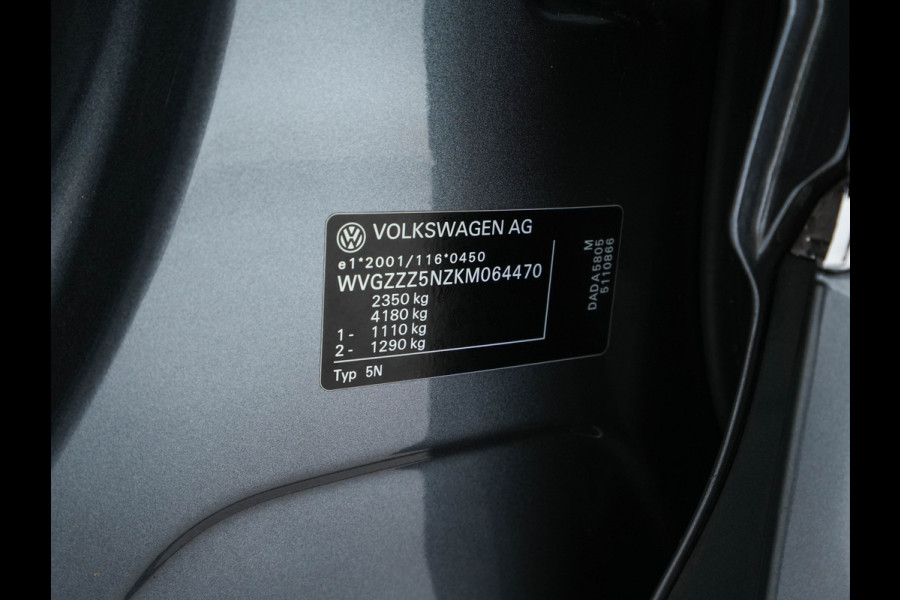 VOLKSWAGEN AG
e1*2001/116*0450
WVGZZZ5NZKM064470
2350 kg
4180 kg
1- 1110 kg
2- 1290 kg
Typ 5N
M
DADA5805
5110866